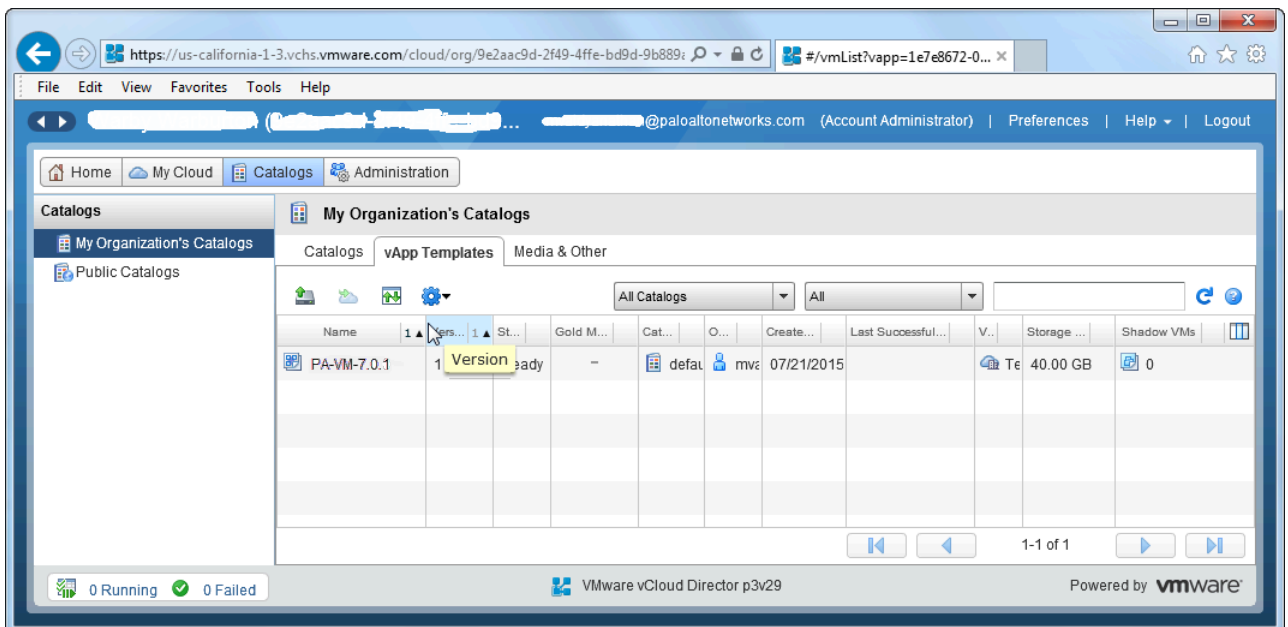 https://us-california-1-3.vchs.vmware.com/cloud/org/9e2aac9d-2f49-4ffe-bd9d-9b889a
#/vmList?vapp=1e7e8672-0...
File Edit View Favorites Tools Help
... @paloaltonetworks.com (Account Administrator) | Preferences | Help | Logout
Home My Cloud Catalogs Administration
Catalogs
My Organization's Catalogs
Public Catalogs
My Organization's Catalogs
Catalogs vApp Templates Media & Other
All Catalogs All
Name 1 Vers... 1 St... Gold M... Cat... O... Create... Last Successful... V.. Storage ... Shadow VMs
PA-VM-7.0.1 1 eady – defau mva 07/21/2015 Te 40.00 GB 0
Version
1-1 of 1
0 Running 0 Failed
VMware vCloud Director p3v29
Powered by vmware